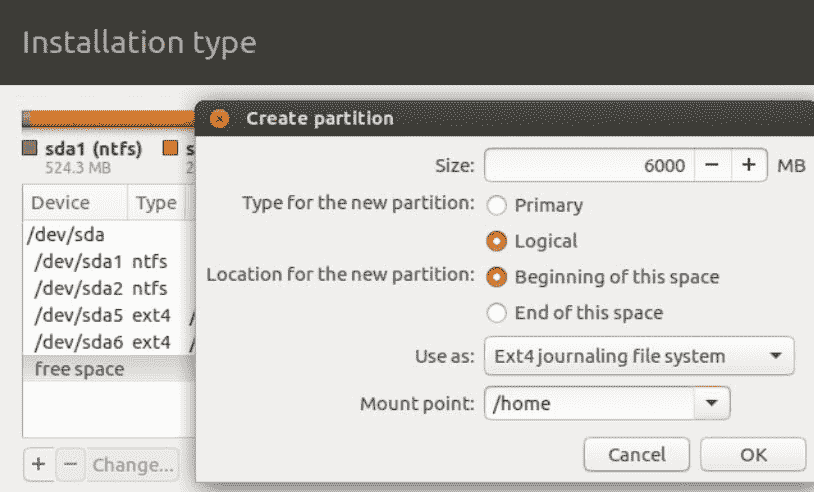 Installation type
Create partition
sda1 (ntfs) s
524.3 MB 2
Device Type
/dev/sda
/dev/sda1 ntfs
/dev/sda2 ntfs
/dev/sda5 ext4 /
/dev/sda6 ext4 /
free space
+ − Change...
Size: 6000 − + MB
Type for the new partition: Primary
Logical
Location for the new partition: Beginning of this space
End of this space
Use as: Ext4 journaling file system
Mount point: /home
Cancel OK